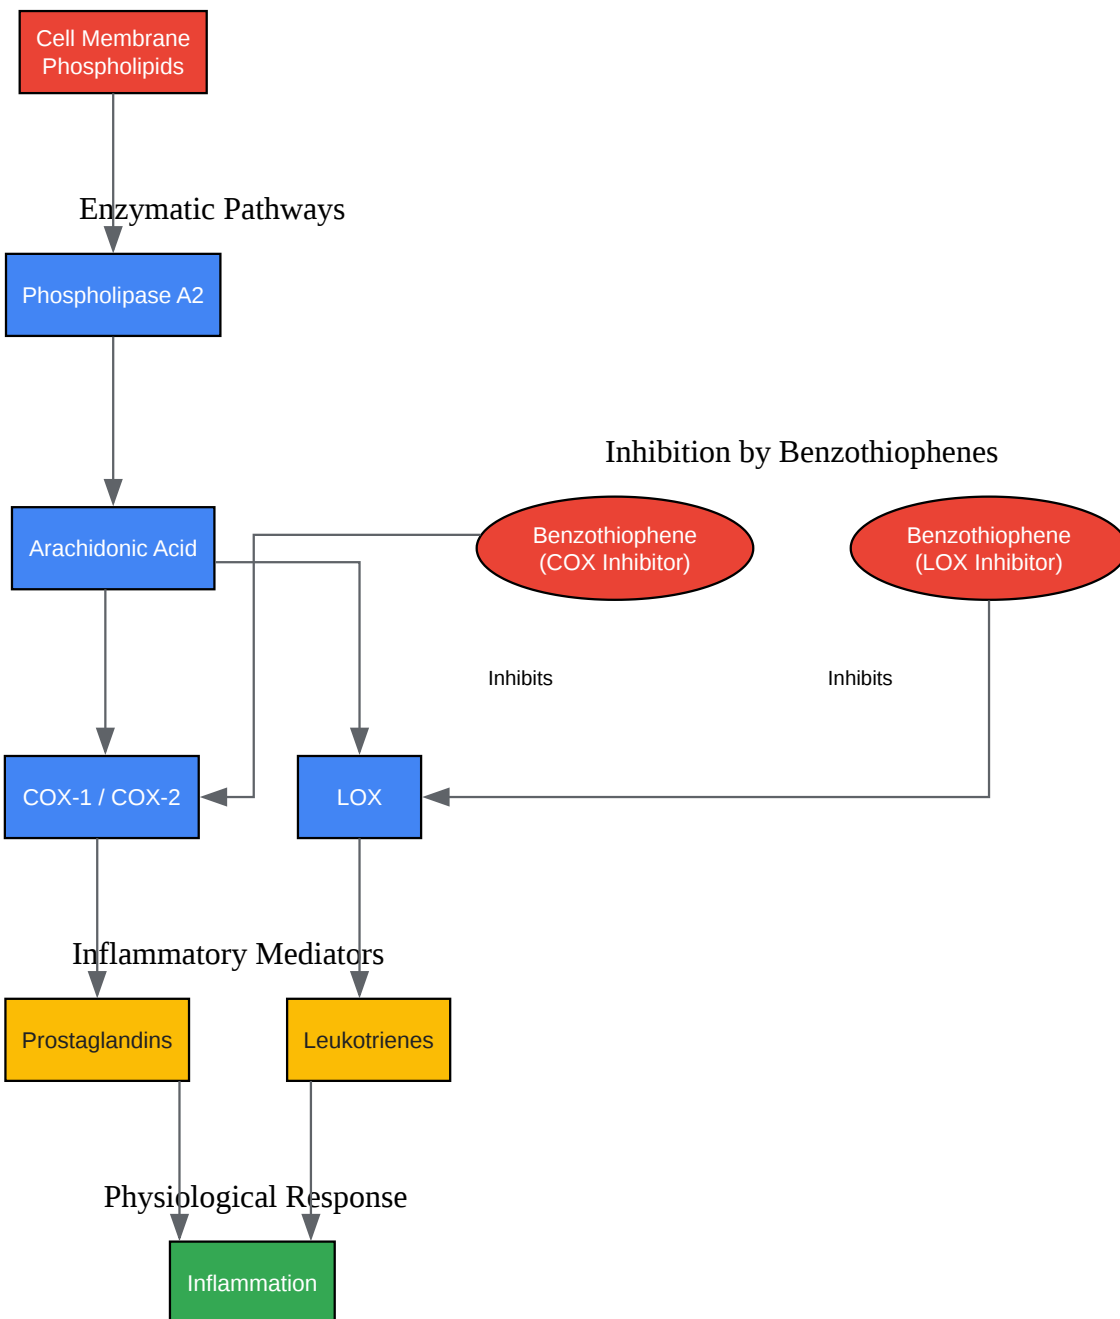 Cell Membrane
Phospholipids
Enzymatic Pathways
Phospholipase A2
Inhibition by Benzothiophenes
Arachidonic Acid
Benzothiophene
(COX Inhibitor)
Benzothiophene
(LOX Inhibitor)
Inhibits
Inhibits
COX-1 / COX-2
LOX
Inflammatory Mediators
Prostaglandins
Leukotrienes
Physiological Response
Inflammation